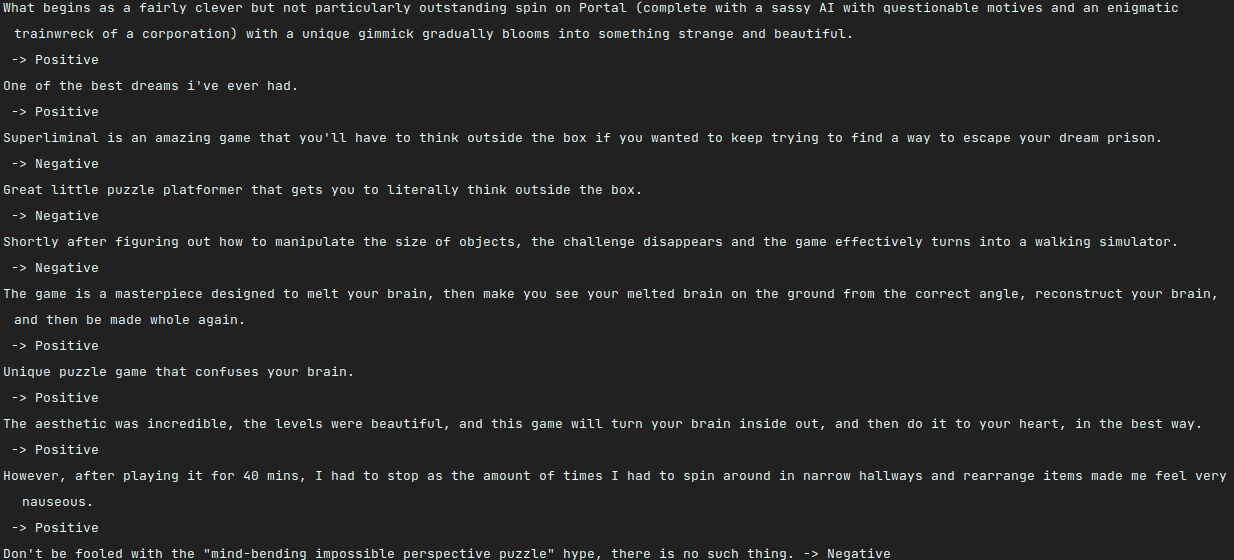 What begins as a fairly clever but not particularly outstanding spin on Portal (complete with a sassy AI with questionable motives and an enigmatic
trainwreck of a corporation) with a unique gimmick gradually blooms into something strange and beautiful.
-> Positive
One of the best dreams i've ever had.
-> Positive
Superliminal is an amazing game that you'll have to think outside the box if you wanted to keep trying to find a way to escape your dream prison.
-> Negative
Great little puzzle platformer that gets you to literally think outside the box.
-> Negative
Shortly after figuring out how to manipulate the size of objects, the challenge disappears and the game effectively turns into a walking simulator.
-> Negative
The game is a masterpiece designed to melt your brain, then make you see your melted brain on the ground from the correct angle, reconstruct your brain,
and then be made whole again.
-> Positive
Unique puzzle game that confuses your brain.
-> Positive
The aesthetic was incredible, the levels were beautiful, and this game will turn your brain inside out, and then do it to your heart, in the best way.
-> Positive
However, after playing it for 40 mins, I had to stop as the amount of times I had to spin around in narrow hallways and rearrange items made me feel very
nauseous.
-> Positive
Don't be fooled with the "mind-bending impossible perspective puzzle" hype, there is no such thing. -> Negative